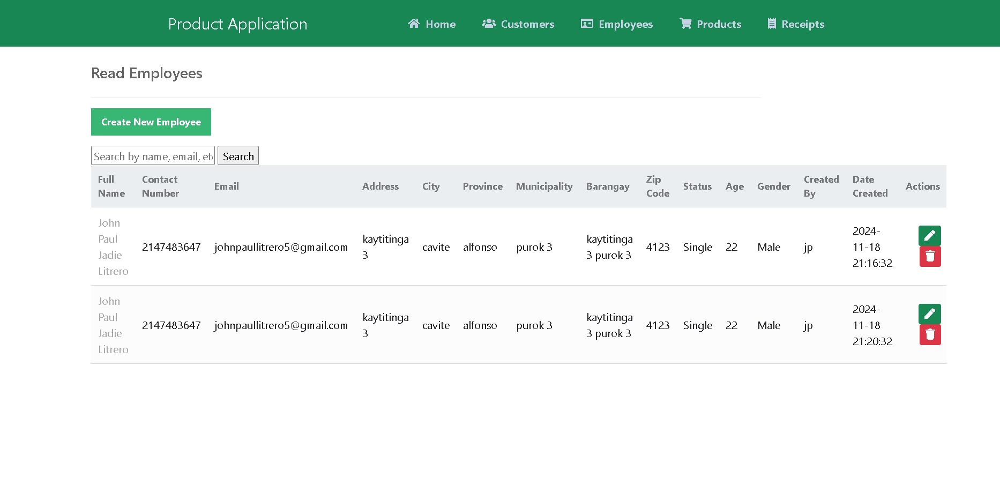 Product Application
Home
Customers
Employees
Products
Receipts
Read Employees
Create New Employee
Search by name, email, et
Search
Full Name
Contact Number
Email
Address
City
Province
Municipality
Barangay
Zip Code
Status
Age
Gender
Created By
Date Created
Actions
John Paul Jadie Litrero
2147483647
johnpaullitrero5@gmail.com
kaytitinga 3
cavite
alfonso
purok 3
kaytitinga 3 purok 3
4123
Single
22
Male
jp
2024-11-18 21:16:32
John Paul Jadie Litrero
2147483647
johnpaullitrero5@gmail.com
kaytitinga 3
cavite
alfonso
purok 3
kaytitinga 3 purok 3
4123
Single
22
Male
jp
2024-11-18 21:20:32